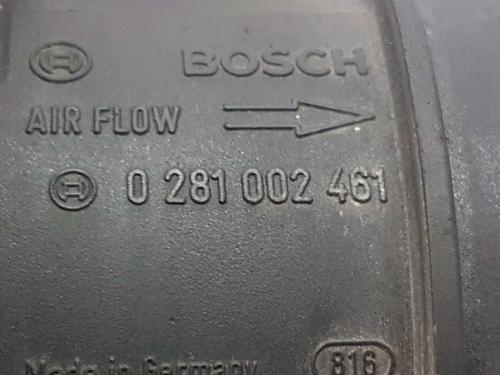 BOSCH
AIR FLOW
0 281 002 461
Made in Germany
816